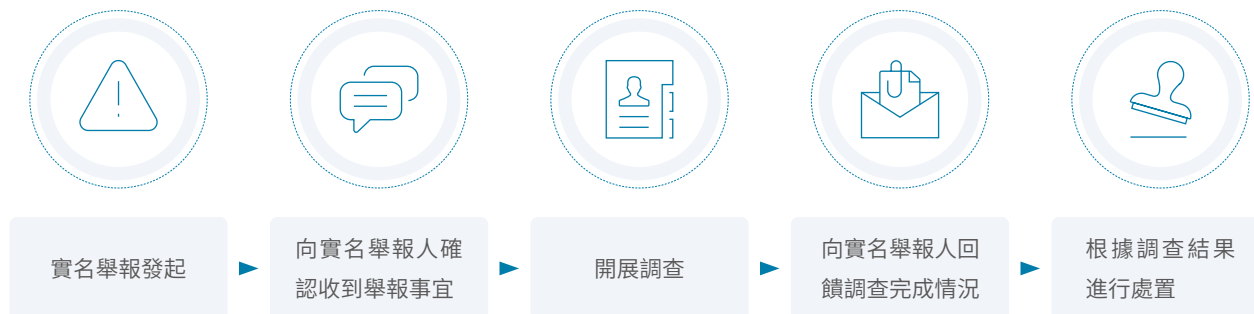 實名舉報發起
向實名舉報人確
認收到舉報事宜
開展調查
向實名舉報人回
饋調查完成情況
根據調查結果
進行處置